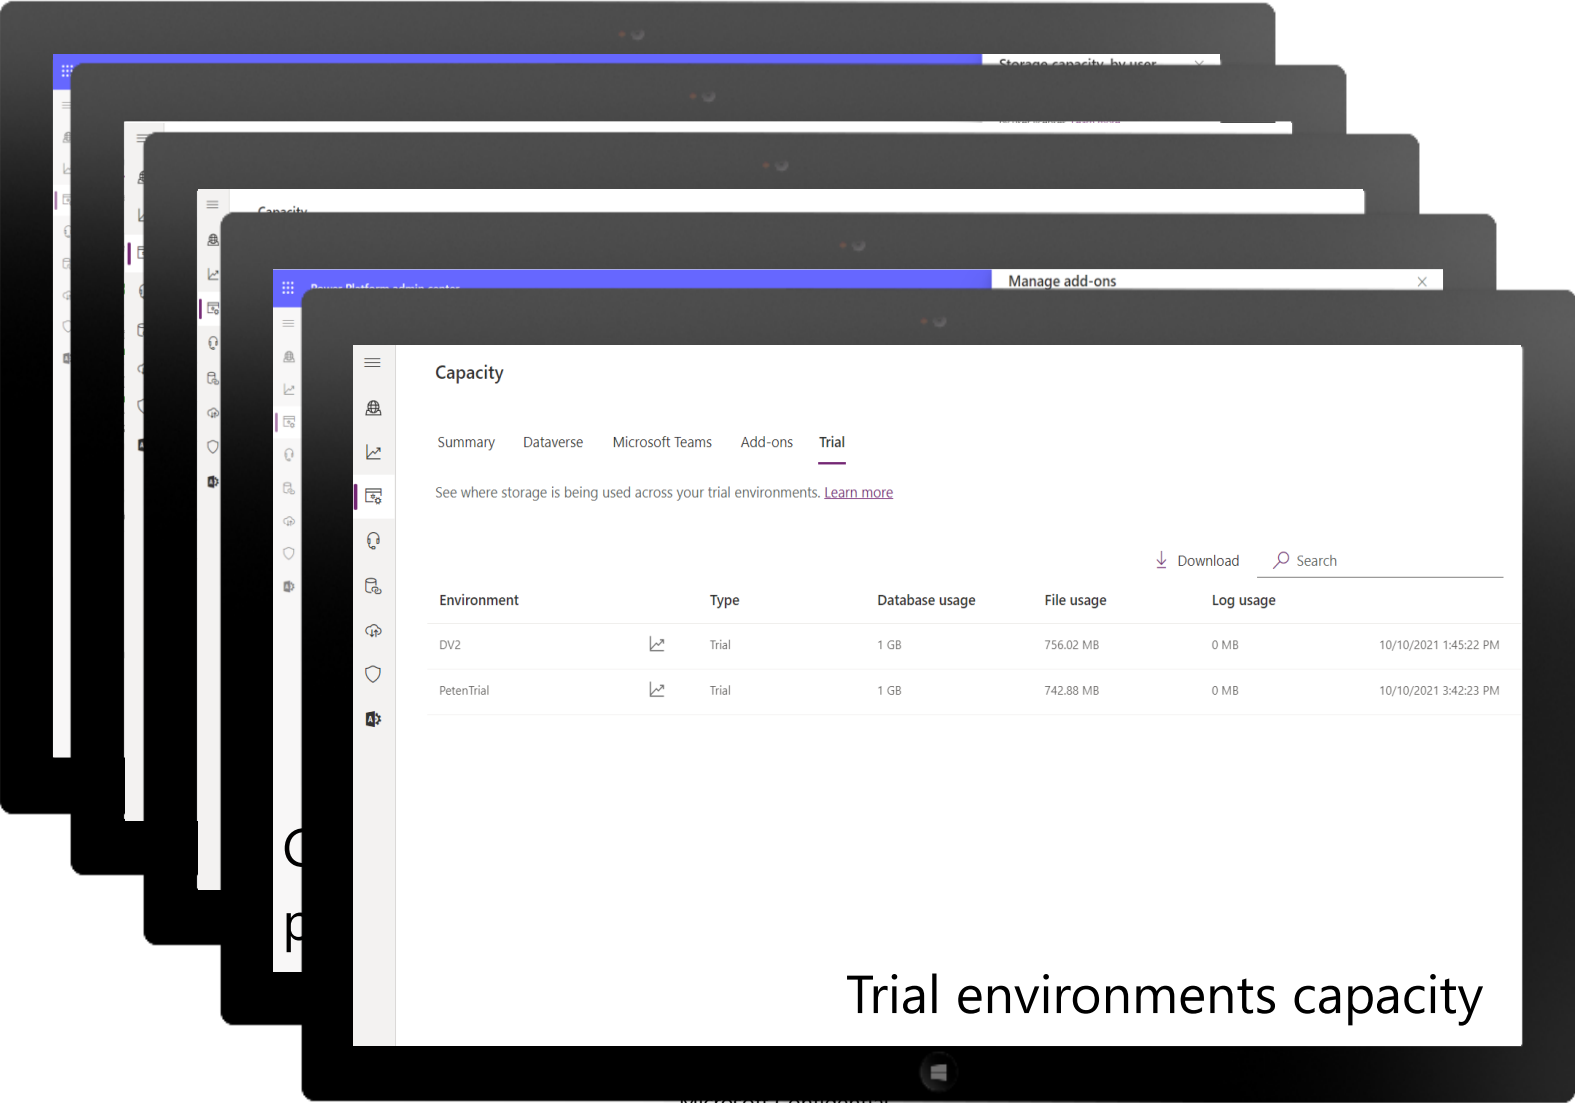 Storage capacity, by user
Capacity
Power Platform admin center
Manage add-ons
Capacity
Summary Dataverse Microsoft Teams Add-ons Trial
See where storage is being used across your trial environments. Learn more
Download Search
Environment Type Database usage File usage Log usage
DV2 Trial 1 GB 756.02 MB 0 MB 10/10/2021 1:45:22 PM
PetenTrial Trial 1 GB 742.88 MB 0 MB 10/10/2021 3:42:23 PM
Trial environments capacity
Microsoft Confidential